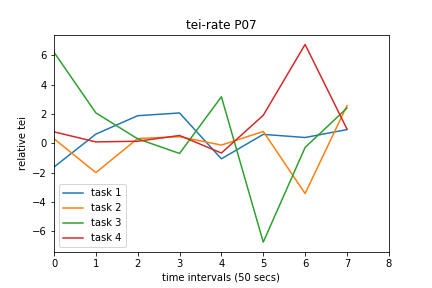 tei-rate P07
relative tei
6
4
2
0
−2
−4
−6
task 1
task 2
task 3
task 4
0 1 2 3 4 5 6 7 8
time intervals (50 secs)